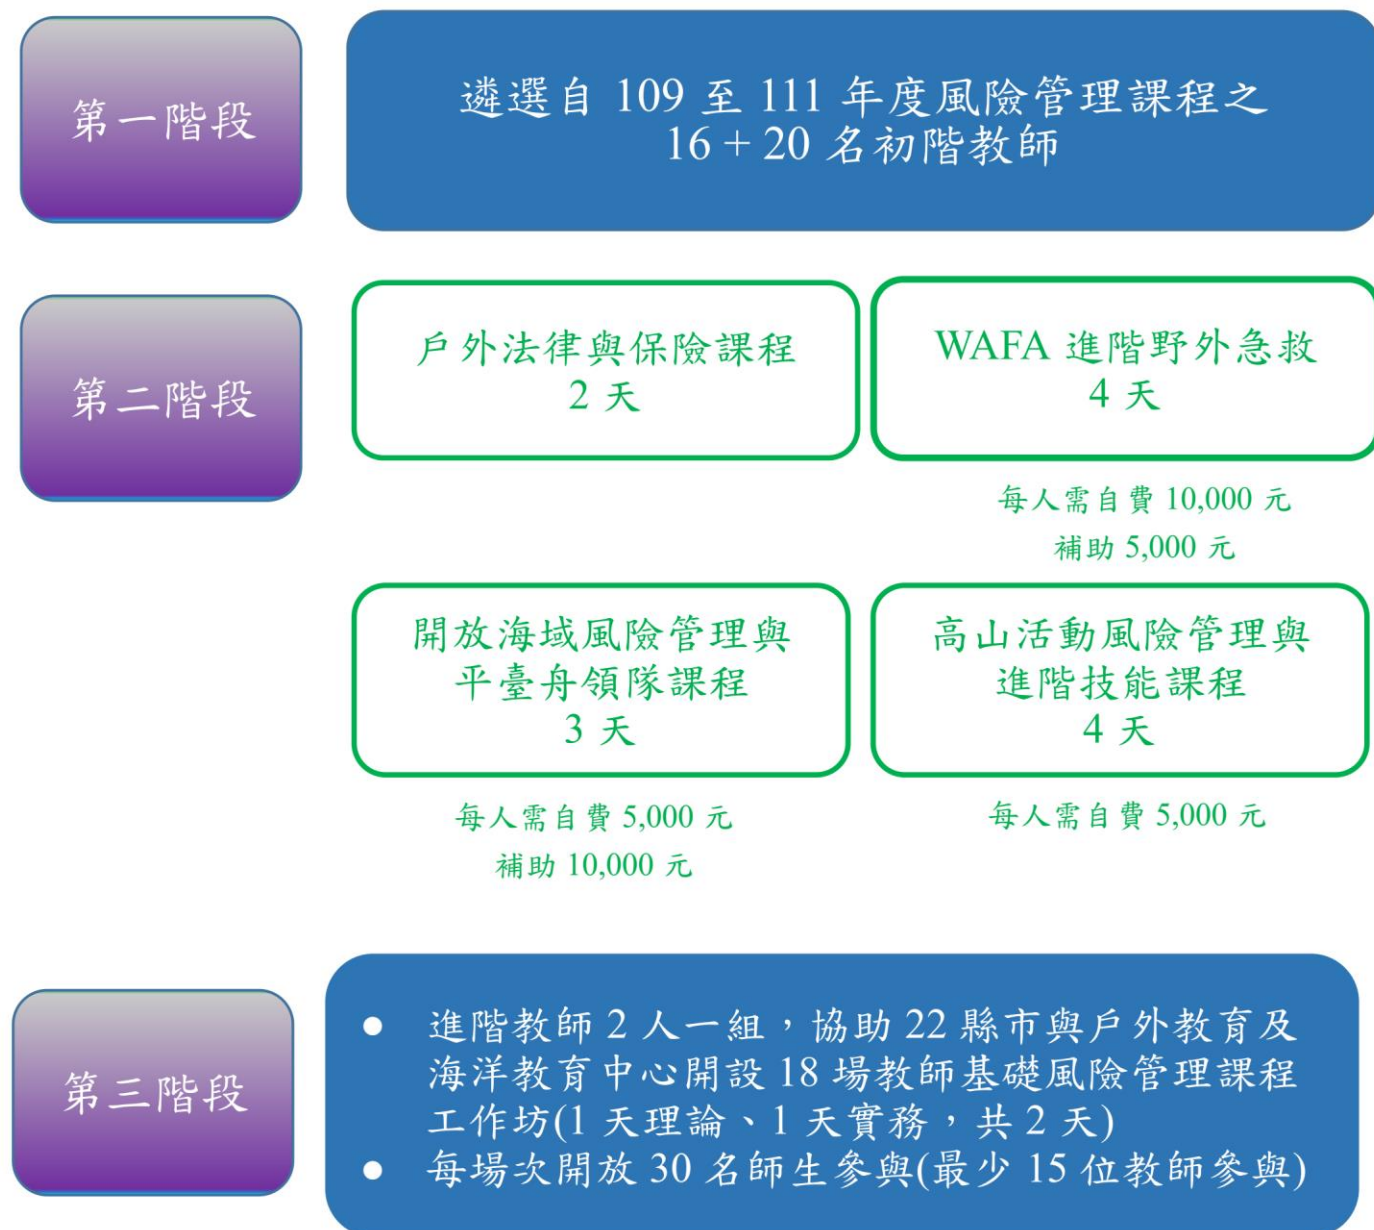 第一階段
遴選自 109 至 111 年度風險管理課程之
16 + 20 名初階教師
第二階段
戶外法律與保險課程
2 天
WAFA 進階野外急救
4 天
每人需自費 10,000 元
補助 5,000 元
開放海域風險管理與
平臺舟領隊課程
3 天
每人需自費 5,000 元
補助 10,000 元
高山活動風險管理與
進階技能課程
4 天
每人需自費 5,000 元
第三階段
● 進階教師 2 人一組，協助 22 縣市與戶外教育及
海洋教育中心開設 18 場教師基礎風險管理課程
工作坊(1 天理論、1 天實務，共 2 天)
● 每場次開放 30 名師生參與(最少 15 位教師參與)